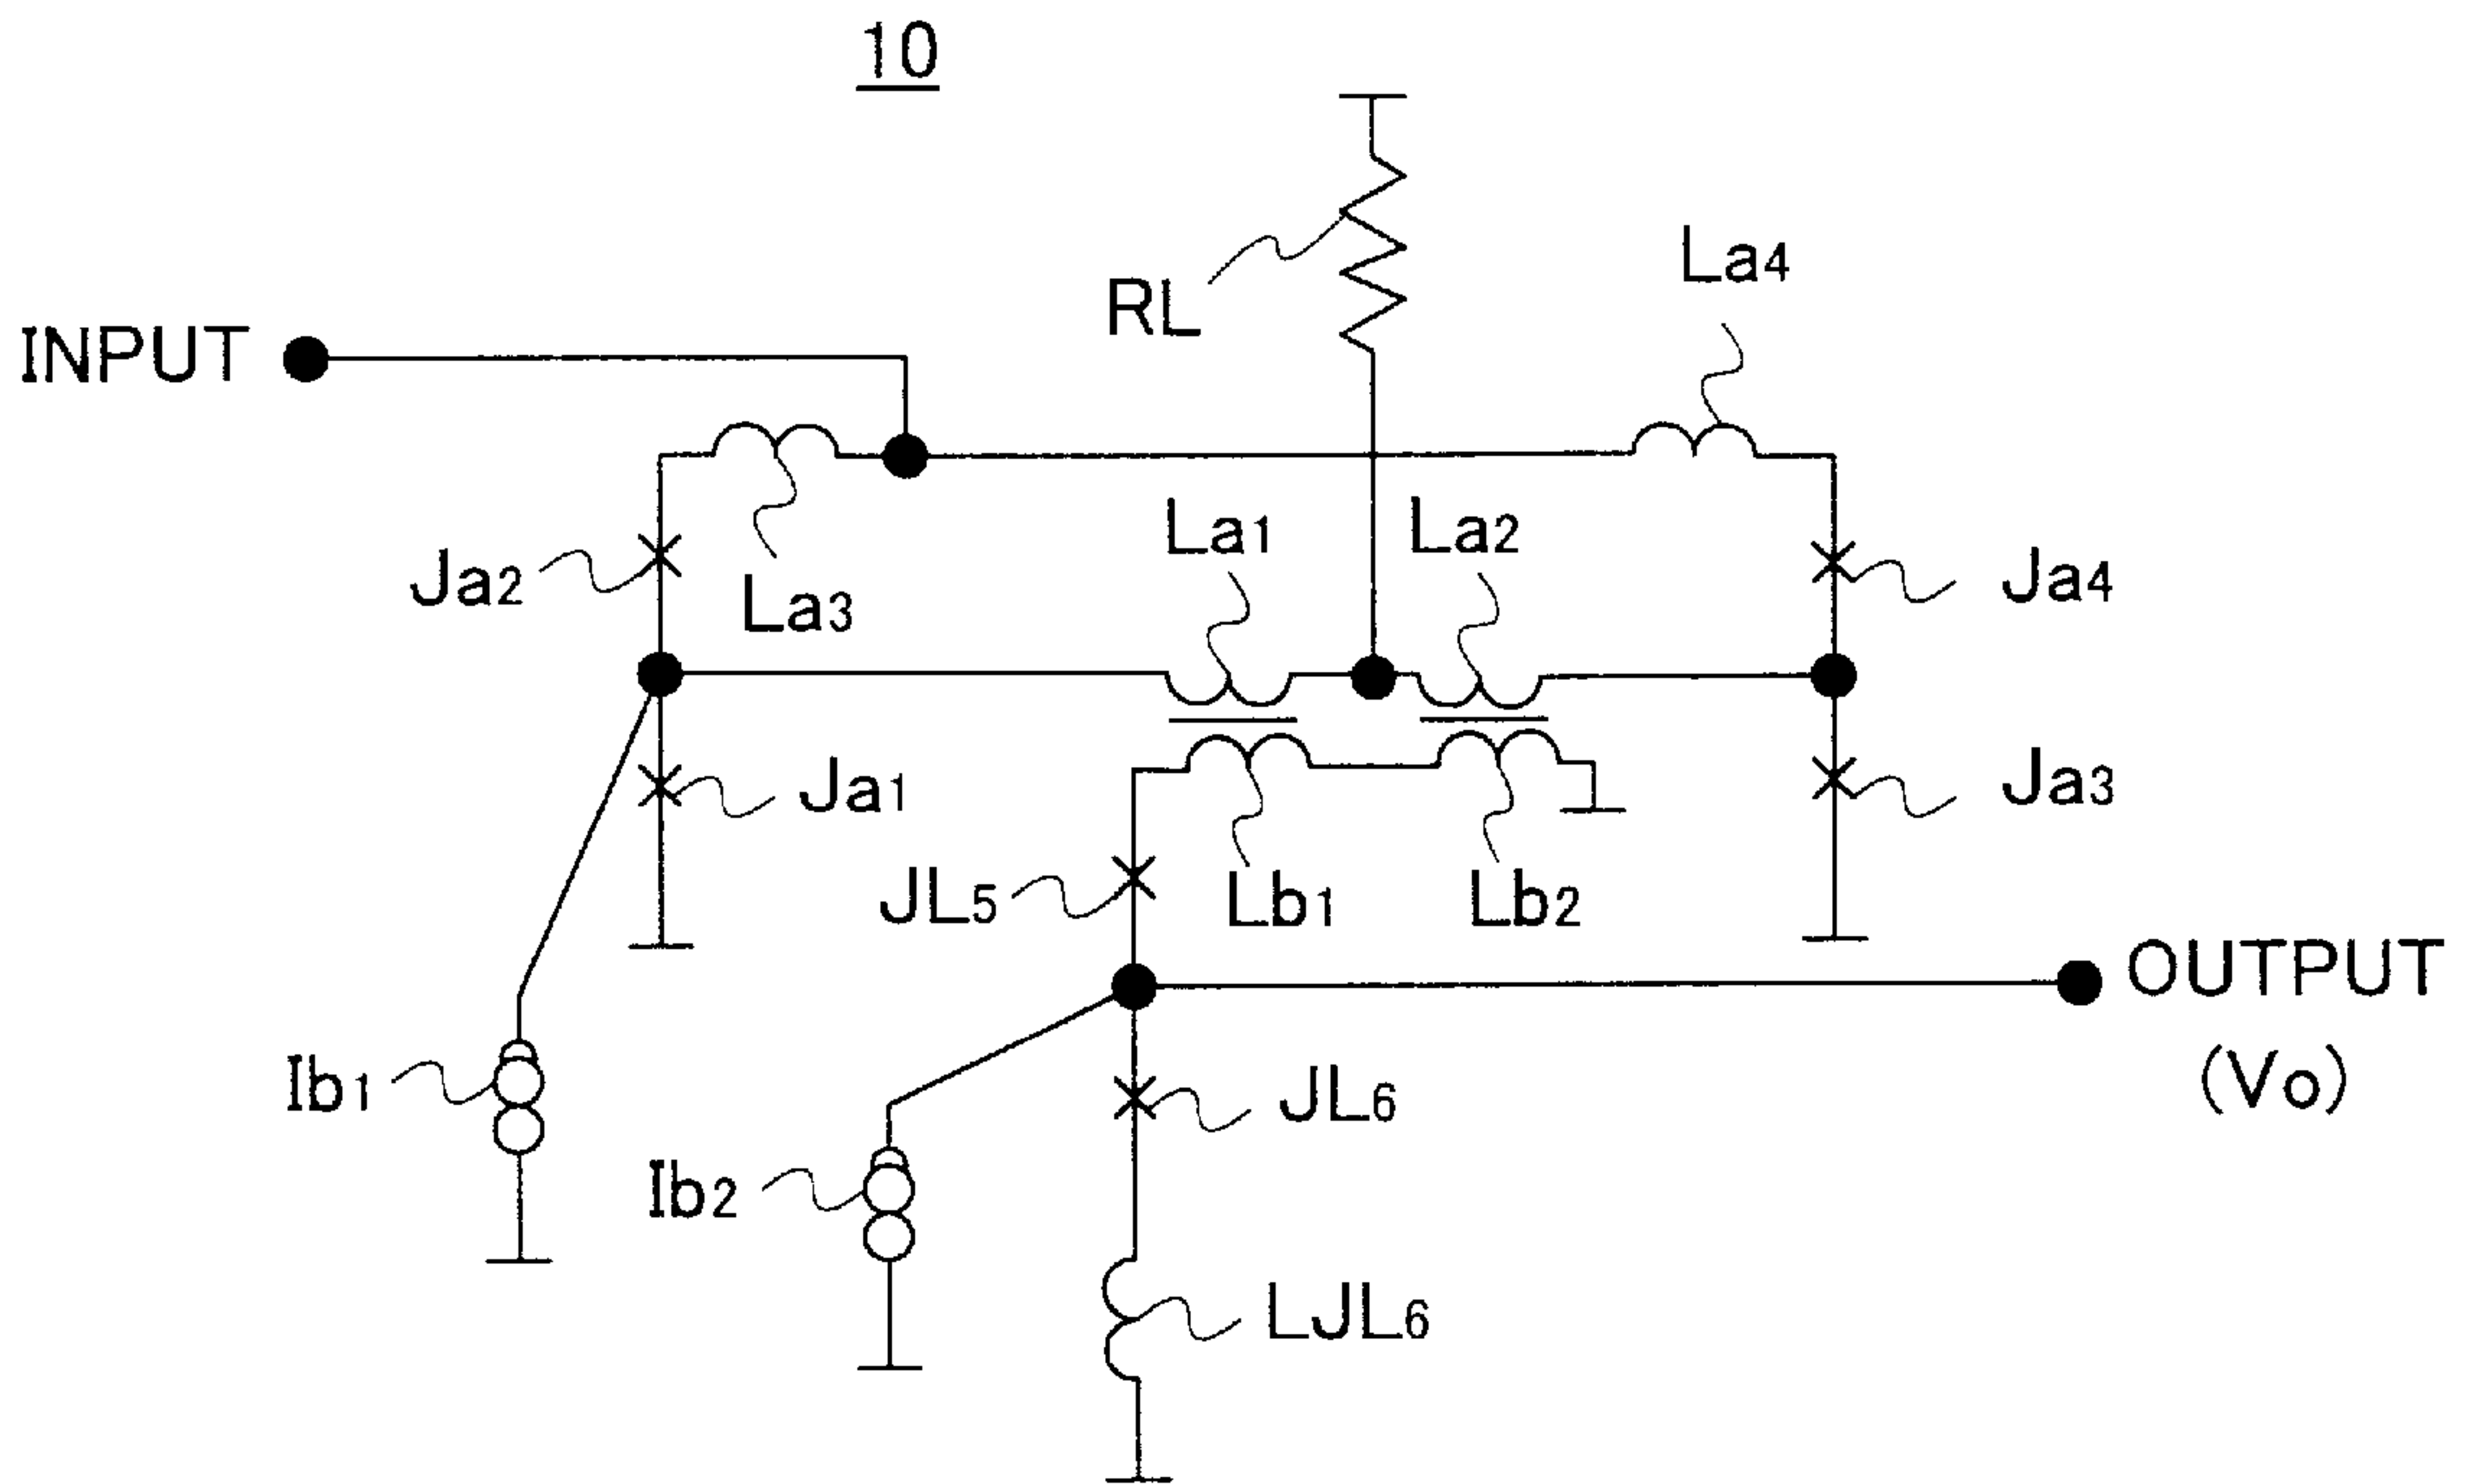 10
La4
RL
INPUT
La1
La2
Ja2
La3
Ja4
Ja1
Ja3
JL5
Lb1
Lb2
OUTPUT
(Vo)
Ib1
JL6
Ib2
LJL6